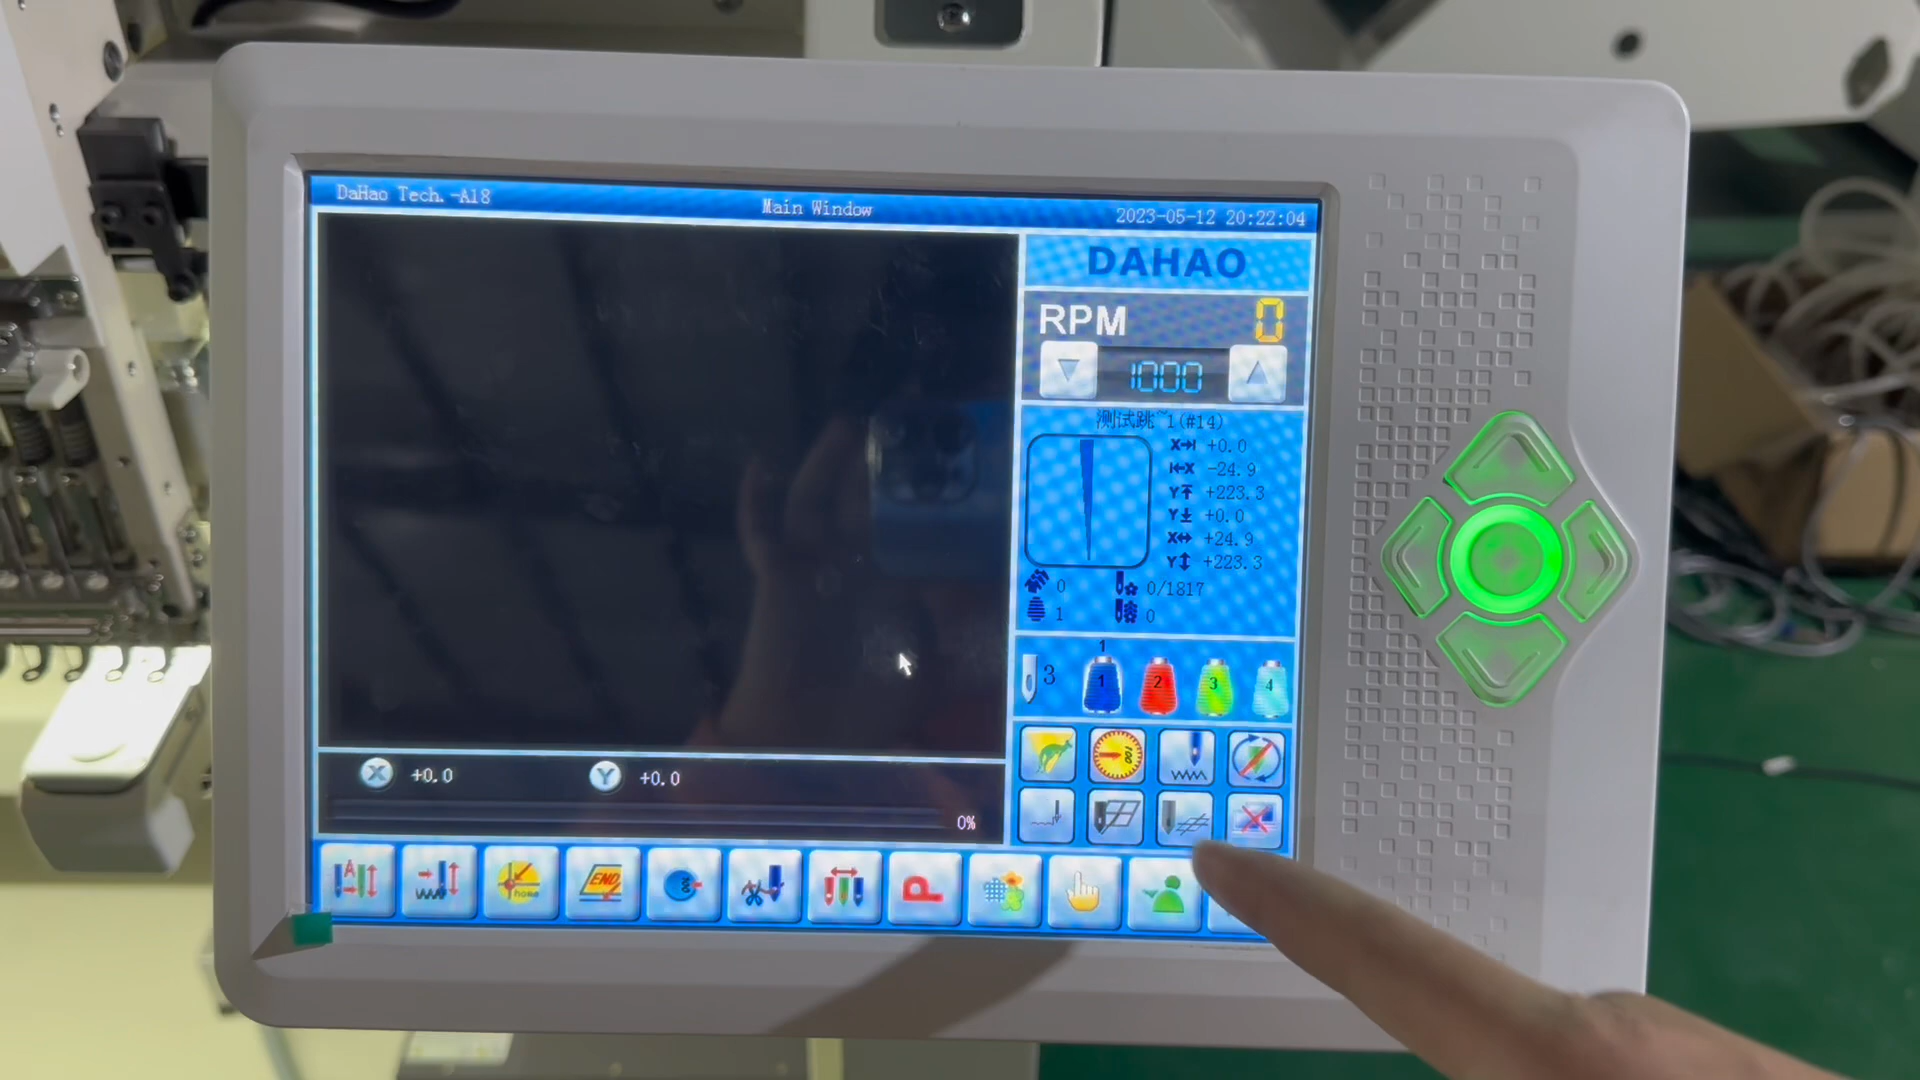 DaHao Tech.-A18
Main Window
2023-05-12 20:22:04
DAHAO
RPM 0
1000
测试跳~1(#14)
X +0.0
X -24.9
Y +223.3
Y +0.0
X +24.9
Y +223.3
0 0/1817
1 0
1
3 1 2 3 4
100
X +0.0 Y +0.0
0%
A
home
END
P